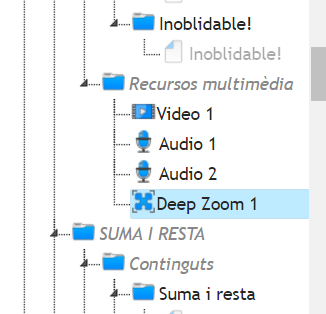 Inoblidable!
Inoblidable!
Recursos multimèdia
Video 1
Audio 1
Audio 2
Deep Zoom 1
SUMA I RESTA
Continguts
Suma i resta